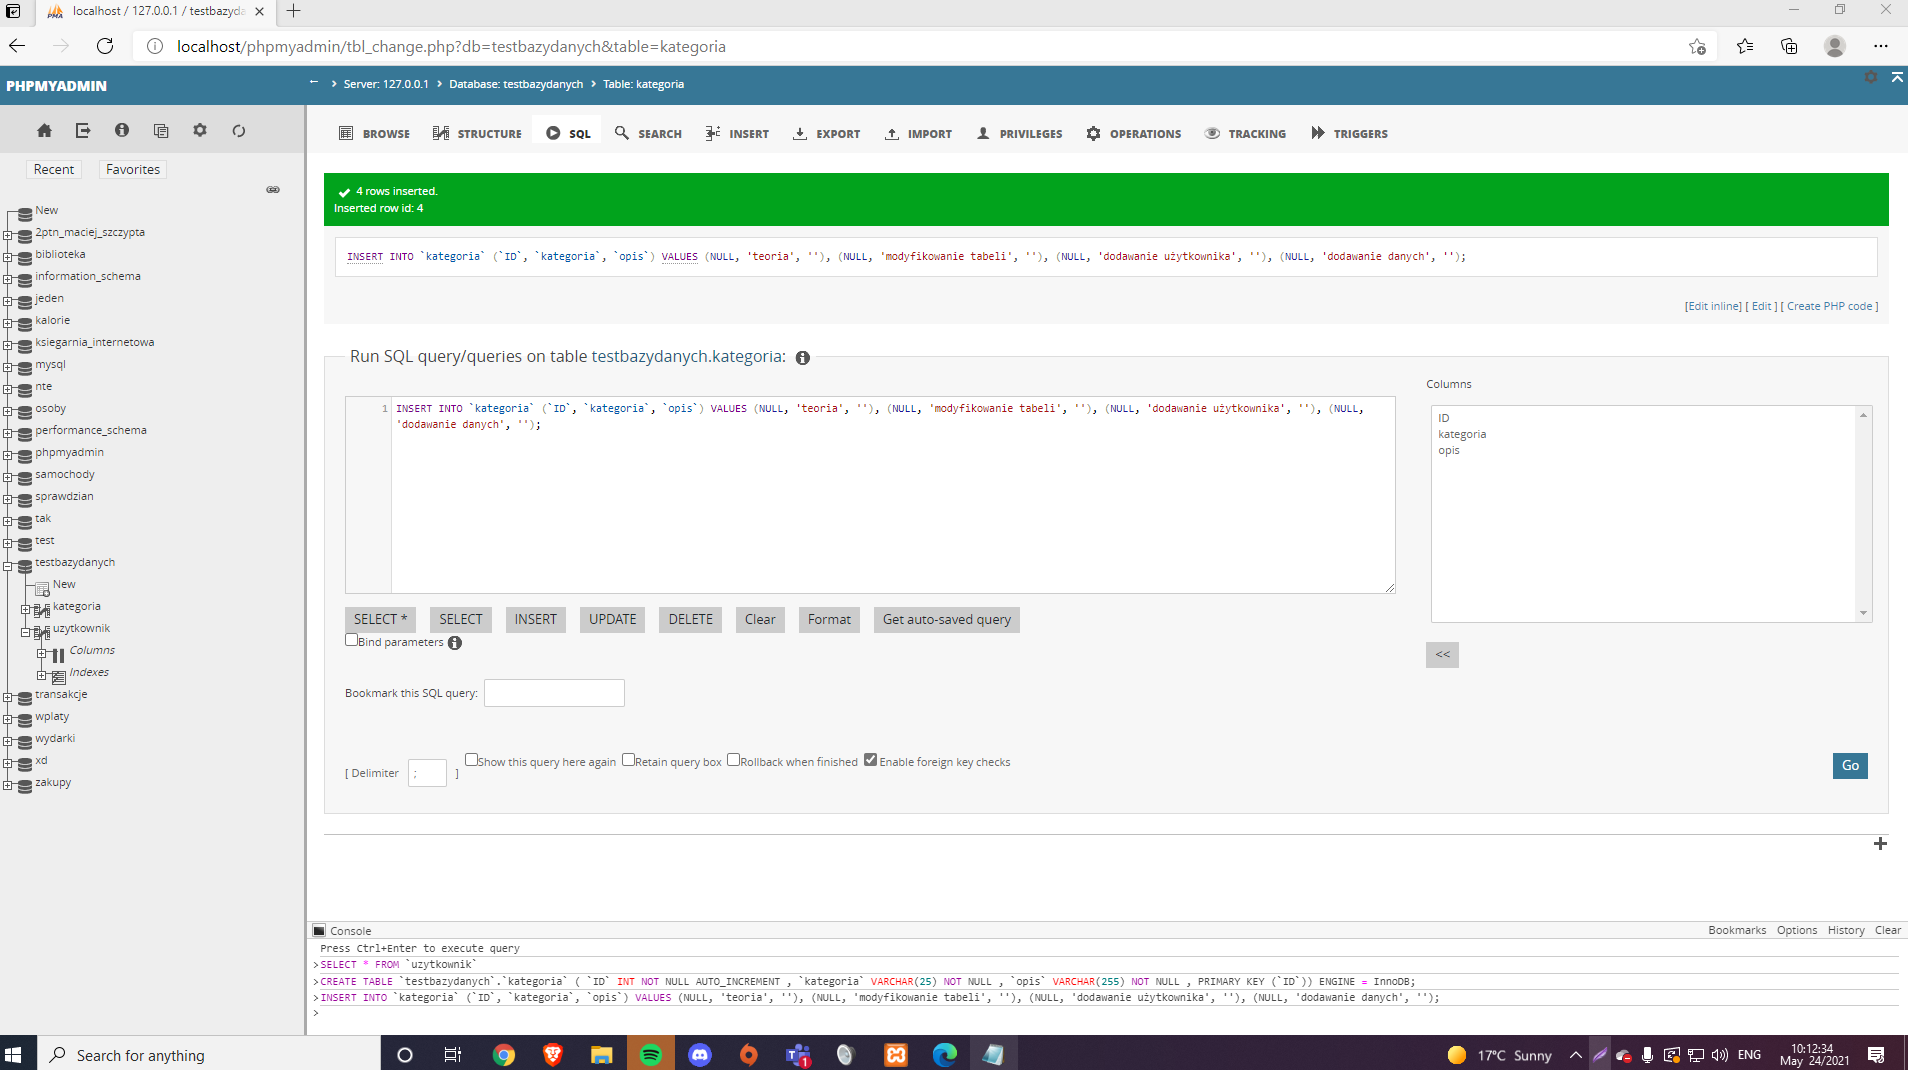 PMA
localhost / 127.0.0.1 / testbazyda
localhost/phpmyadmin/tbl_change.php?db=testbazydanych&table=kategoria
PHPMYADMIN
Server: 127.0.0.1 › Database: testbazydanych › Table: kategoria
BROWSE STRUCTURE SQL SEARCH INSERT EXPORT IMPORT PRIVILEGES OPERATIONS TRACKING TRIGGERS
Recent Favorites
New
2ptn_maciej_szczypta
biblioteka
information_schema
jeden
kalorie
ksiegarnia_internetowa
mysql
nte
osoby
performance_schema
phpmyadmin
samochody
sprawdzian
tak
test
testbazydanych
New
kategoria
uzytkownik
Columns
Indexes
transakcje
wplaty
wydarki
xd
zakupy
4 rows inserted.
Inserted row id: 4
INSERT INTO `kategoria` (`ID`, `kategoria`, `opis`) VALUES (NULL, 'teoria', ''), (NULL, 'modyfikowanie tabeli', ''), (NULL, 'dodawanie użytkownika', ''), (NULL, 'dodawanie danych', '');
[Edit inline] [ Edit ] [ Create PHP code ]
Run SQL query/queries on table testbazydanych.kategoria:
1 INSERT INTO `kategoria` (`ID`, `kategoria`, `opis`) VALUES (NULL, 'teoria', ''), (NULL, 'modyfikowanie tabeli', ''), (NULL, 'dodawanie użytkownika', ''), (NULL,
'dodawanie danych', '');
Columns
ID
kategoria
opis
SELECT * SELECT INSERT UPDATE DELETE Clear Format Get auto-saved query
Bind parameters
<<
Bookmark this SQL query:
[ Delimiter ; ] Show this query here again Retain query box Rollback when finished Enable foreign key checks
Go
Console
Bookmarks Options History Clear
Press Ctrl+Enter to execute query
>SELECT * FROM `uzytkownik`
>CREATE TABLE `testbazydanych`.`kategoria` ( `ID` INT NOT NULL AUTO_INCREMENT , `kategoria` VARCHAR(25) NOT NULL , `opis` VARCHAR(255) NOT NULL , PRIMARY KEY (`ID`)) ENGINE = InnoDB;
>INSERT INTO `kategoria` (`ID`, `kategoria`, `opis`) VALUES (NULL, 'teoria', ''), (NULL, 'modyfikowanie tabeli', ''), (NULL, 'dodawanie użytkownika', ''), (NULL, 'dodawanie danych', '');
>
Search for anything
1
17°C Sunny
ENG
10:12:34
May 24/2021